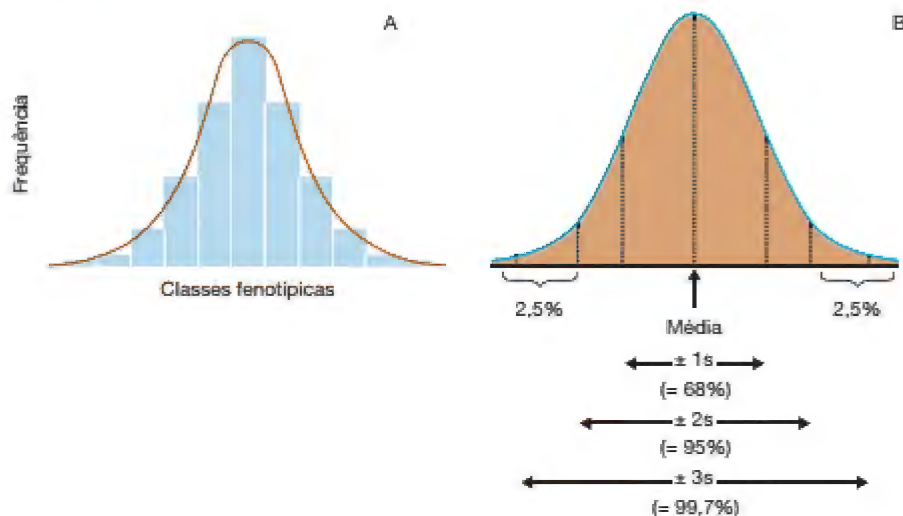 A
Frequência
Classes fenotípicas
B
2,5%
2,5%
Média
± 1s
(= 68%)
± 2s
(= 95%)
± 3s
(= 99,7%)